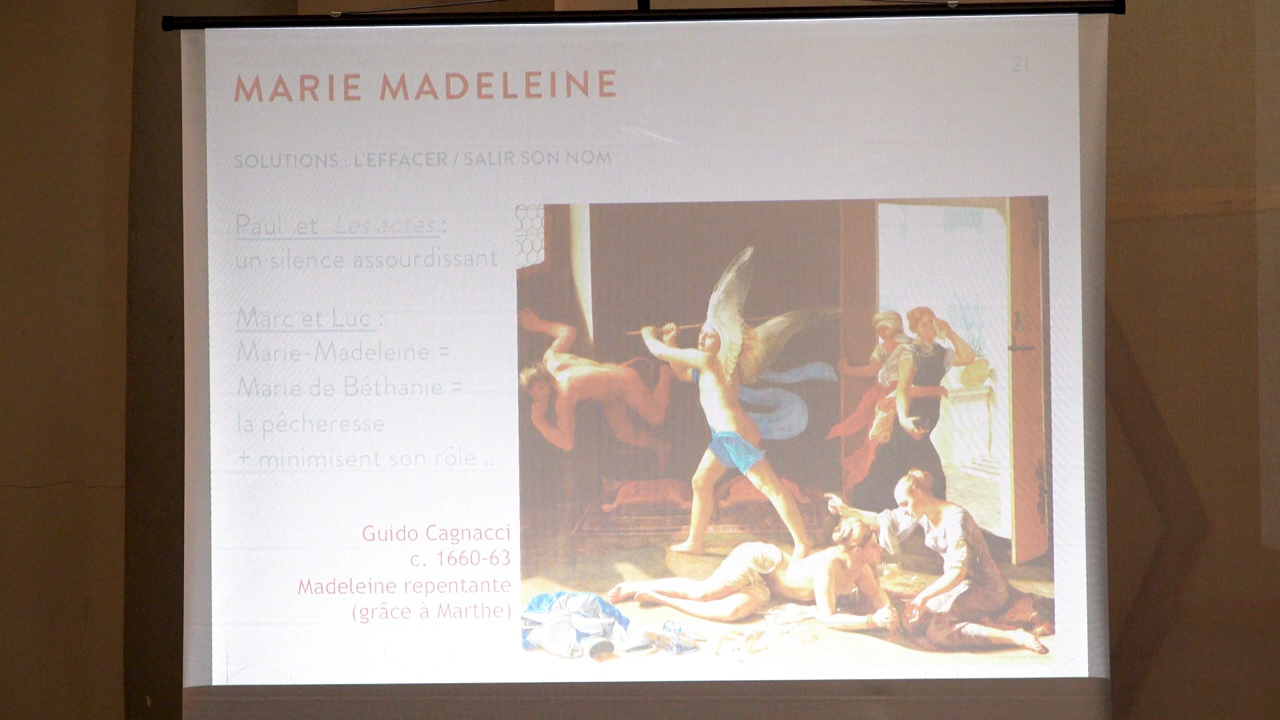 MARIE MADELEINE
21
SOLUTIONS : L'EFFACER / SALIR SON NOM
Paul et Les actes :
un silence assourdissant
Marc et Luc :
Marie-Madeleine =
Marie de Béthanie =
la pécheresse
+ minimisent son rôle ...
Guido Cagnacci
c. 1660-63
Madeleine repentante
(grâce à Marthe)